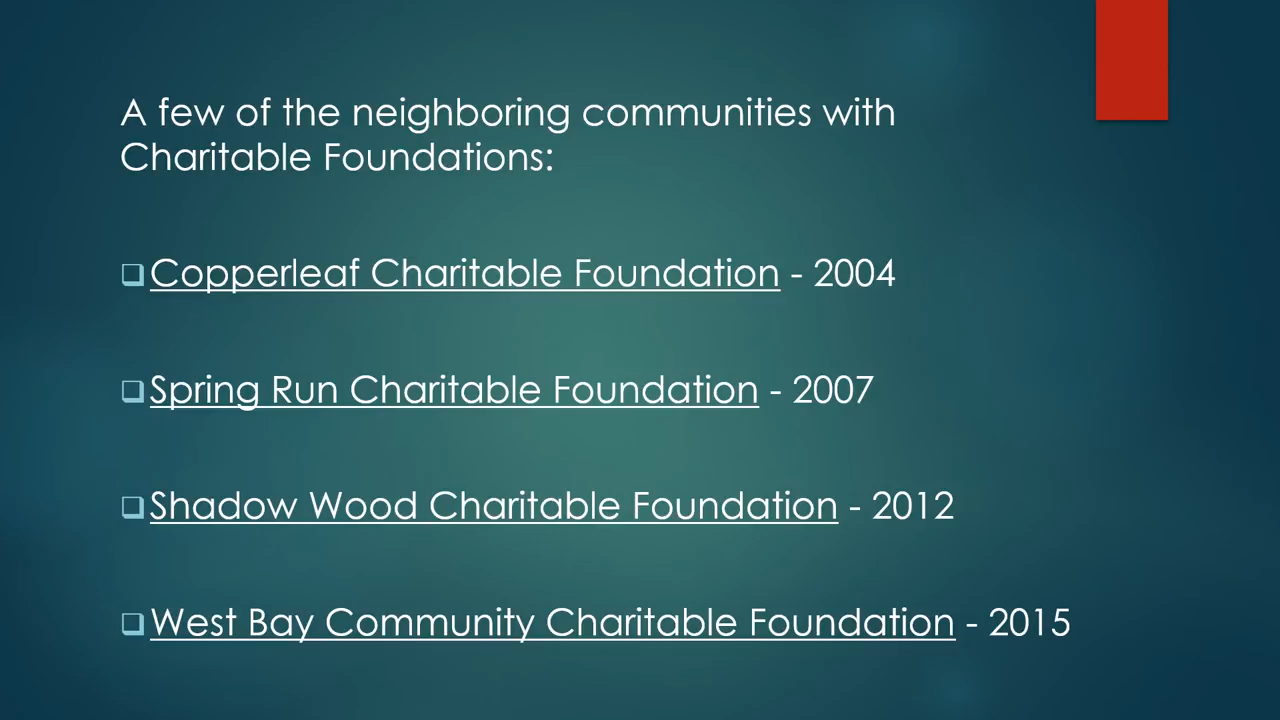 A few of the neighboring communities with
Charitable Foundations:
Copperleaf Charitable Foundation - 2004
Spring Run Charitable Foundation - 2007
Shadow Wood Charitable Foundation - 2012
West Bay Community Charitable Foundation - 2015